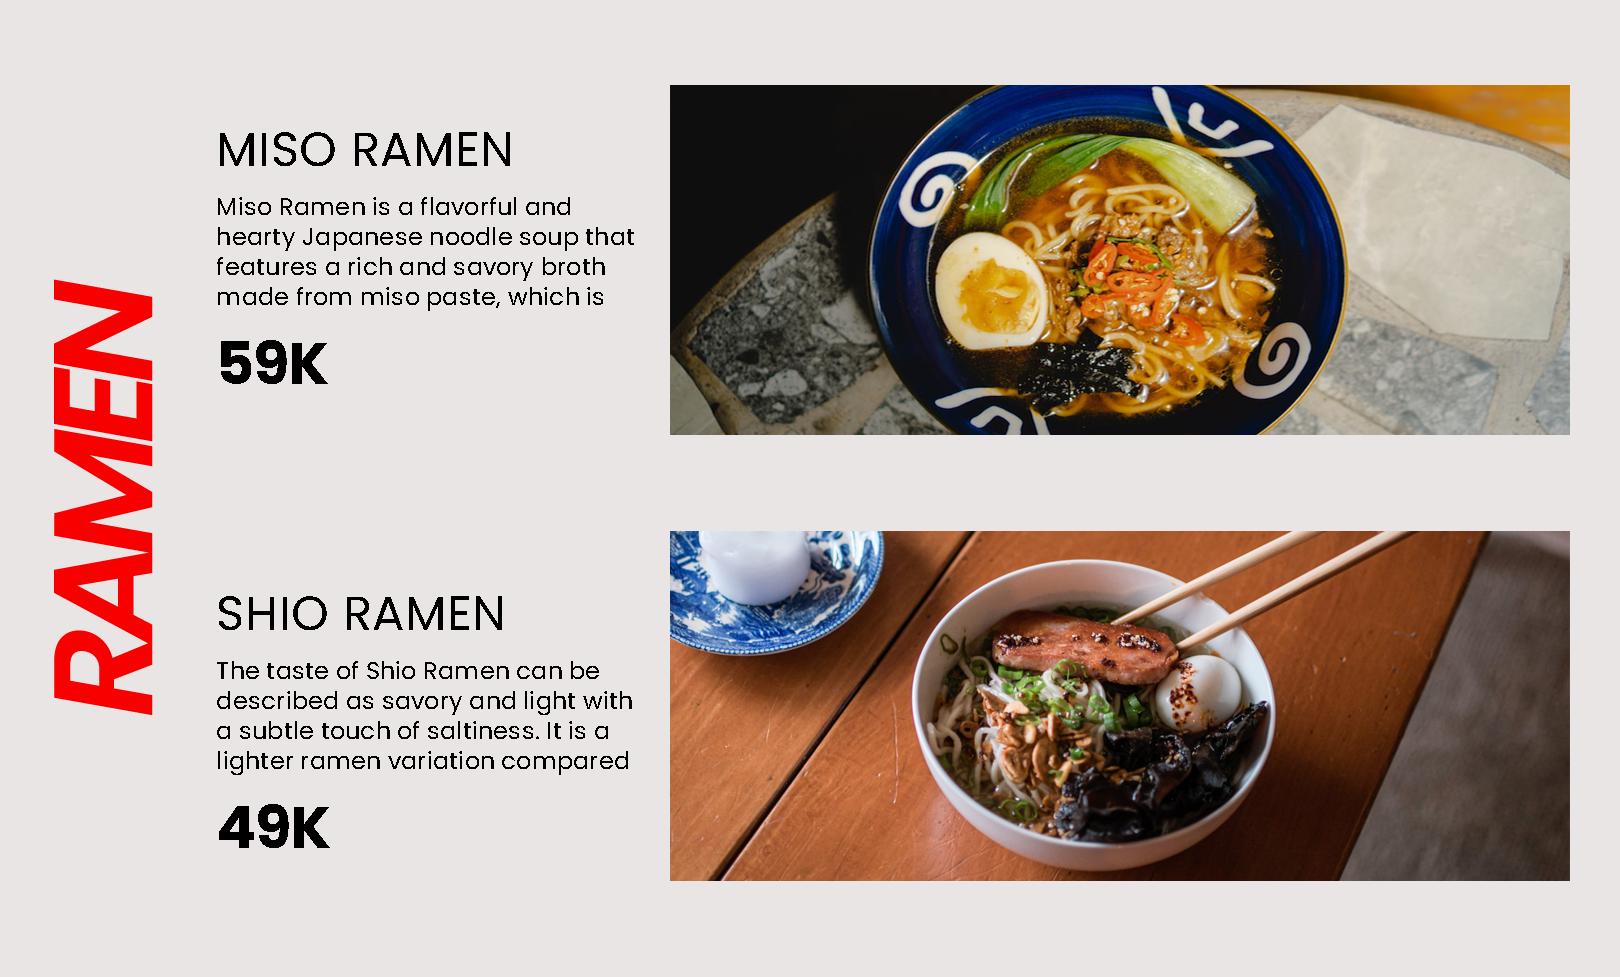 RAMEN
MISO RAMEN
Miso Ramen is a flavorful and
hearty Japanese noodle soup that
features a rich and savory broth
made from miso paste, which is
59K
SHIO RAMEN
The taste of Shio Ramen can be
described as savory and light with
a subtle touch of saltiness. It is a
lighter ramen variation compared
49K